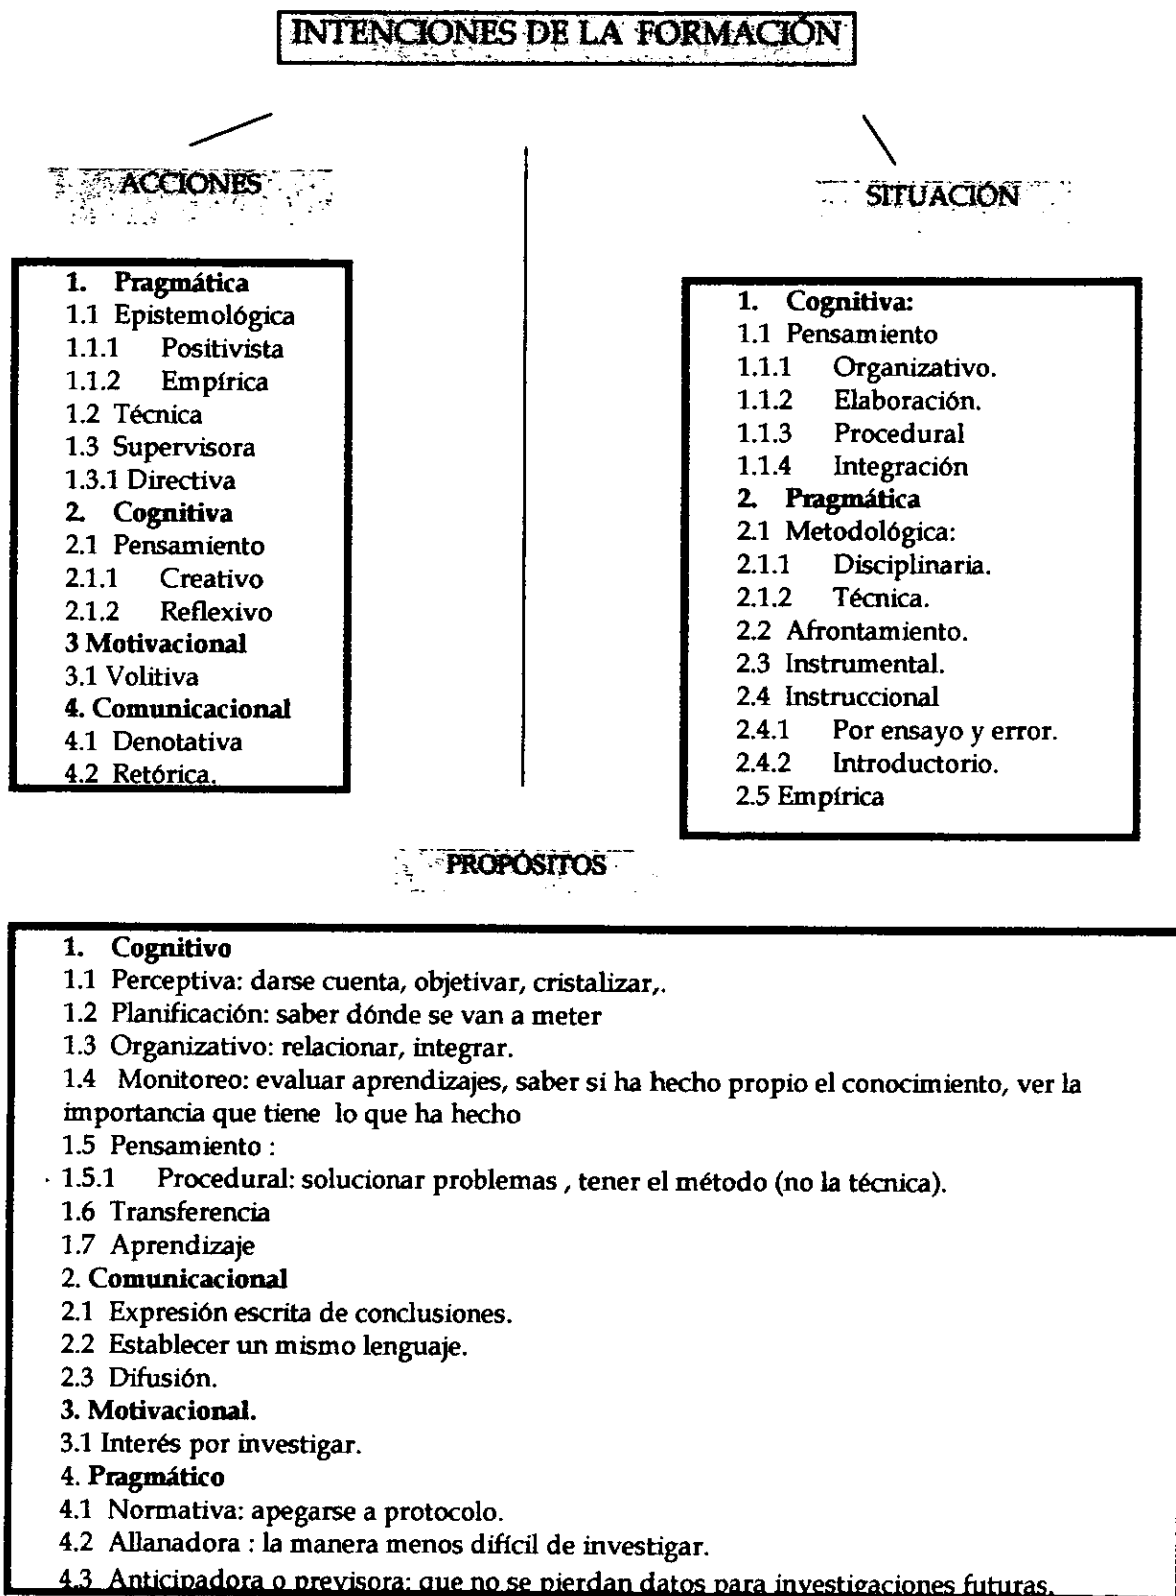 INTENCIONES DE LA FORMACIÓN
ACCIONES
1. Pragmática
1.1 Epistemológica
1.1.1 Positivista
1.1.2 Empírica
1.2 Técnica
1.3 Supervisora
1.3.1 Directiva
2. Cognitiva
2.1 Pensamiento
2.1.1 Creativo
2.1.2 Reflexivo
3 Motivacional
3.1 Volitiva
4. Comunicacional
4.1 Denotativa
4.2 Retórica.
SITUACIÓN
1. Cognitiva:
1.1 Pensamiento
1.1.1 Organizativo.
1.1.2 Elaboración.
1.1.3 Procedural
1.1.4 Integración
2. Pragmática
2.1 Metodológica:
2.1.1 Disciplinaria.
2.1.2 Técnica.
2.2 Afrontamiento.
2.3 Instrumental.
2.4 Instruccional
2.4.1 Por ensayo y error.
2.4.2 Introductorio.
2.5 Empírica
PROPÓSITOS
1. Cognitivo
1.1 Perceptiva: darse cuenta, objetivar, cristalizar,.
1.2 Planificación: saber dónde se van a meter
1.3 Organizativo: relacionar, integrar.
1.4 Monitoreo: evaluar aprendizajes, saber si ha hecho propio el conocimiento, ver la
importancia que tiene lo que ha hecho
1.5 Pensamiento :
1.5.1 Procedural: solucionar problemas , tener el método (no la técnica).
1.6 Transferencia
1.7 Aprendizaje
2. Comunicacional
2.1 Expresión escrita de conclusiones.
2.2 Establecer un mismo lenguaje.
2.3 Difusión.
3. Motivacional.
3.1 Interés por investigar.
4. Pragmático
4.1 Normativa: apegarse a protocolo.
4.2 Allanadora : la manera menos difícil de investigar.
4.3 Anticipadora o previsora: que no se pierdan datos para investigaciones futuras.